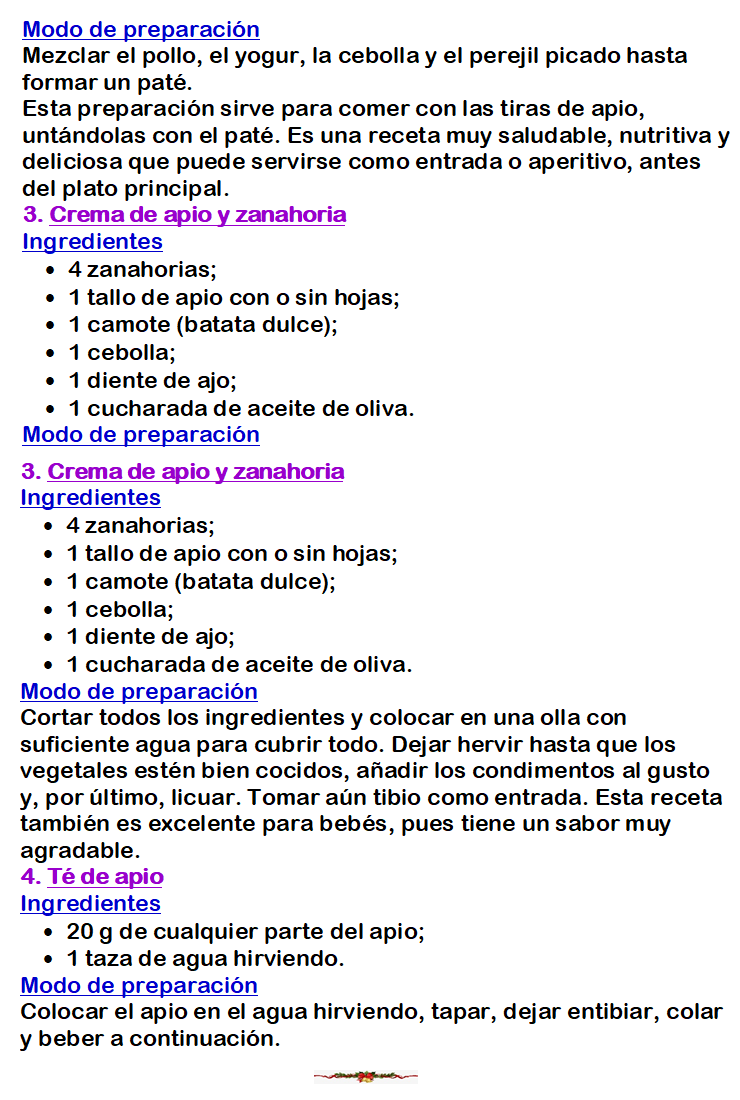 Modo de preparación
Mezclar el pollo, el yogur, la cebolla y el perejil picado hasta
formar un paté.
Esta preparación sirve para comer con las tiras de apio,
untándolas con el paté. Es una receta muy saludable, nutritiva y
deliciosa que puede servirse como entrada o aperitivo, antes
del plato principal.
3. Crema de apio y zanahoria
Ingredientes
• 4 zanahorias;
• 1 tallo de apio con o sin hojas;
• 1 camote (batata dulce);
• 1 cebolla;
• 1 diente de ajo;
• 1 cucharada de aceite de oliva.
Modo de preparación
3. Crema de apio y zanahoria
Ingredientes
• 4 zanahorias;
• 1 tallo de apio con o sin hojas;
• 1 camote (batata dulce);
• 1 cebolla;
• 1 diente de ajo;
• 1 cucharada de aceite de oliva.
Modo de preparación
Cortar todos los ingredientes y colocar en una olla con
suficiente agua para cubrir todo. Dejar hervir hasta que los
vegetales estén bien cocidos, añadir los condimentos al gusto
y, por último, licuar. Tomar aún tibio como entrada. Esta receta
también es excelente para bebés, pues tiene un sabor muy
agradable.
4. Té de apio
Ingredientes
• 20 g de cualquier parte del apio;
• 1 taza de agua hirviendo.
Modo de preparación
Colocar el apio en el agua hirviendo, tapar, dejar entibiar, colar
y beber a continuación.